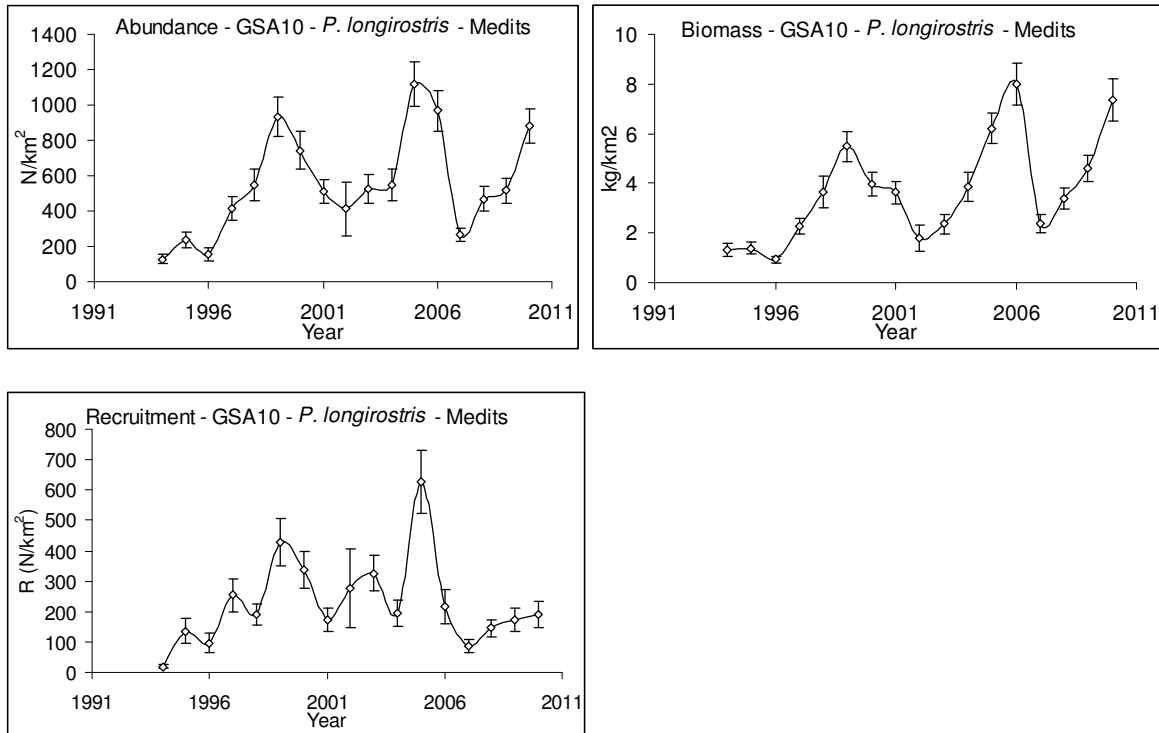 Abundance - GSA10 - P. longirostris - Medits
1400
1200
1000
800
600
400
200
0
N/km²
1991 1996 2001 2006 2011
Year
Biomass - GSA10 - P. longirostris - Medits
10
8
6
4
2
0
kg/km2
1991 1996 2001 2006 2011
Year
Recruitment - GSA10 - P. longirostris - Medits
800
700
600
500
400
300
200
100
0
R (N/km²)
1991 1996 2001 2006 2011
Year